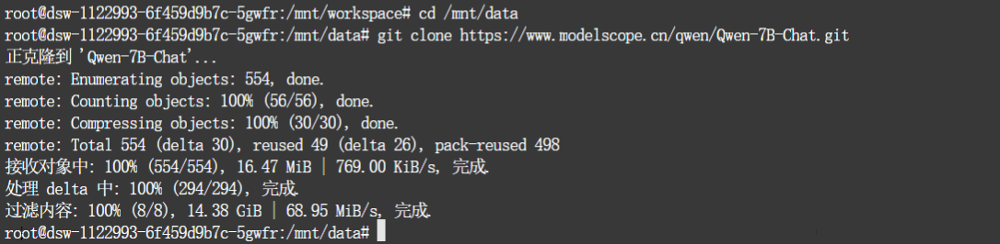 root@dsw-1122993-6f459d9b7c-5gwfr:/mnt/workspace# cd /mnt/data
root@dsw-1122993-6f459d9b7c-5gwfr:/mnt/data# git clone https://www.modelscope.cn/qwen/Qwen-7B-Chat.git
正克隆到 'Qwen-7B-Chat'...
remote: Enumerating objects: 554, done.
remote: Counting objects: 100% (56/56), done.
remote: Compressing objects: 100% (30/30), done.
remote: Total 554 (delta 30), reused 49 (delta 26), pack-reused 498
接收对象中: 100% (554/554), 16.47 MiB | 769.00 KiB/s, 完成.
处理 delta 中: 100% (294/294), 完成.
过滤内容: 100% (8/8), 14.38 GiB | 68.95 MiB/s, 完成.
root@dsw-1122993-6f459d9b7c-5gwfr:/mnt/data#